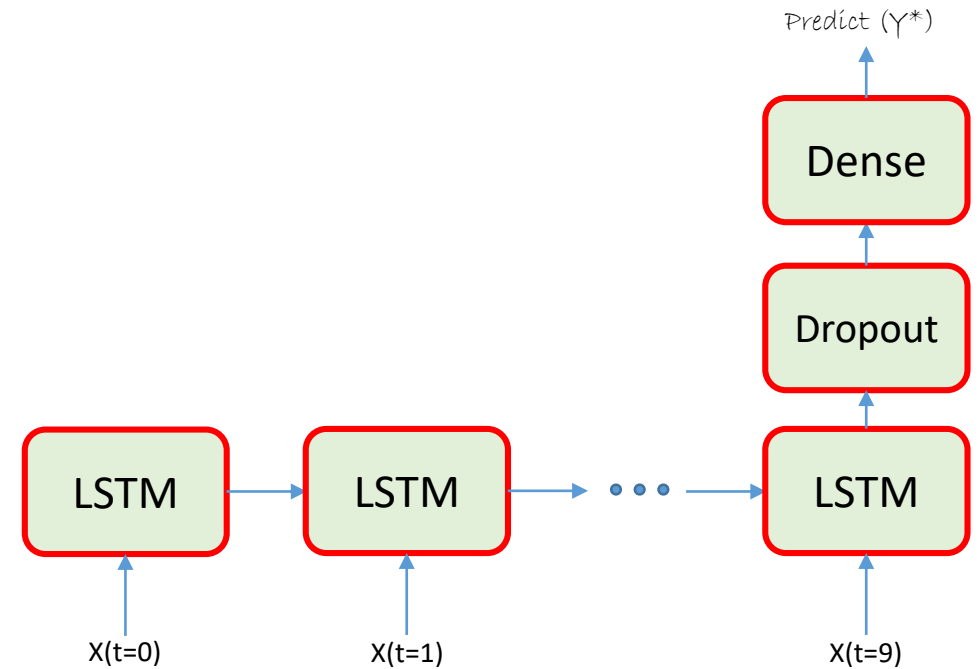 Predict (Y*)
Dense
Dropout
LSTM
LSTM
LSTM
X(t=0)
X(t=1)
X(t=9)